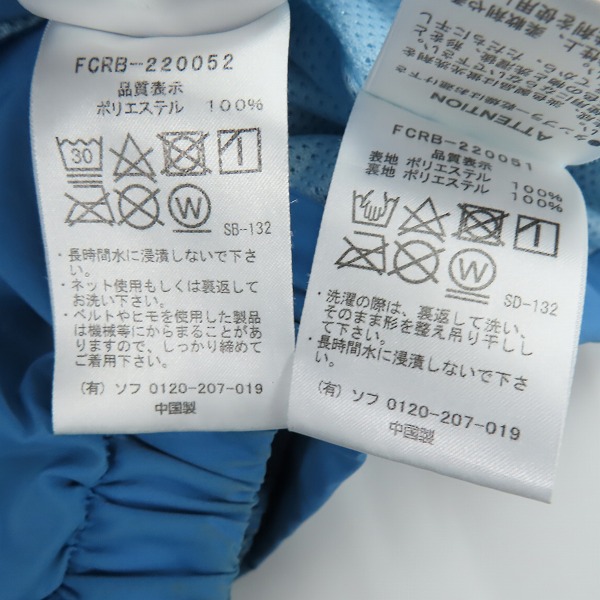 FCRB-220052
品質表示
ポリエステル 100%
30
W
SB-132
・長時間水に浸漬しないで下さ
い。
・ネット使用もしくは裏返して
お洗い下さい。
・ベルトやヒモを使用した製品
は機械等にからまることがあ
りますので、しっかり締めて
ご着用下さい。
(有) ソフ 0120-207-019
中国製
ATTENTION
FCRB-220051
品質表示
表地 ポリエステル 100%
裏地 ポリエステル 100%
W
SD-132
・洗濯の際は、裏返して洗い、
そのまま形を整え吊り干しし
て下さい。
・長時間水に浸漬しないで下さ
い。
(有) ソフ 0120-207-019
中国製